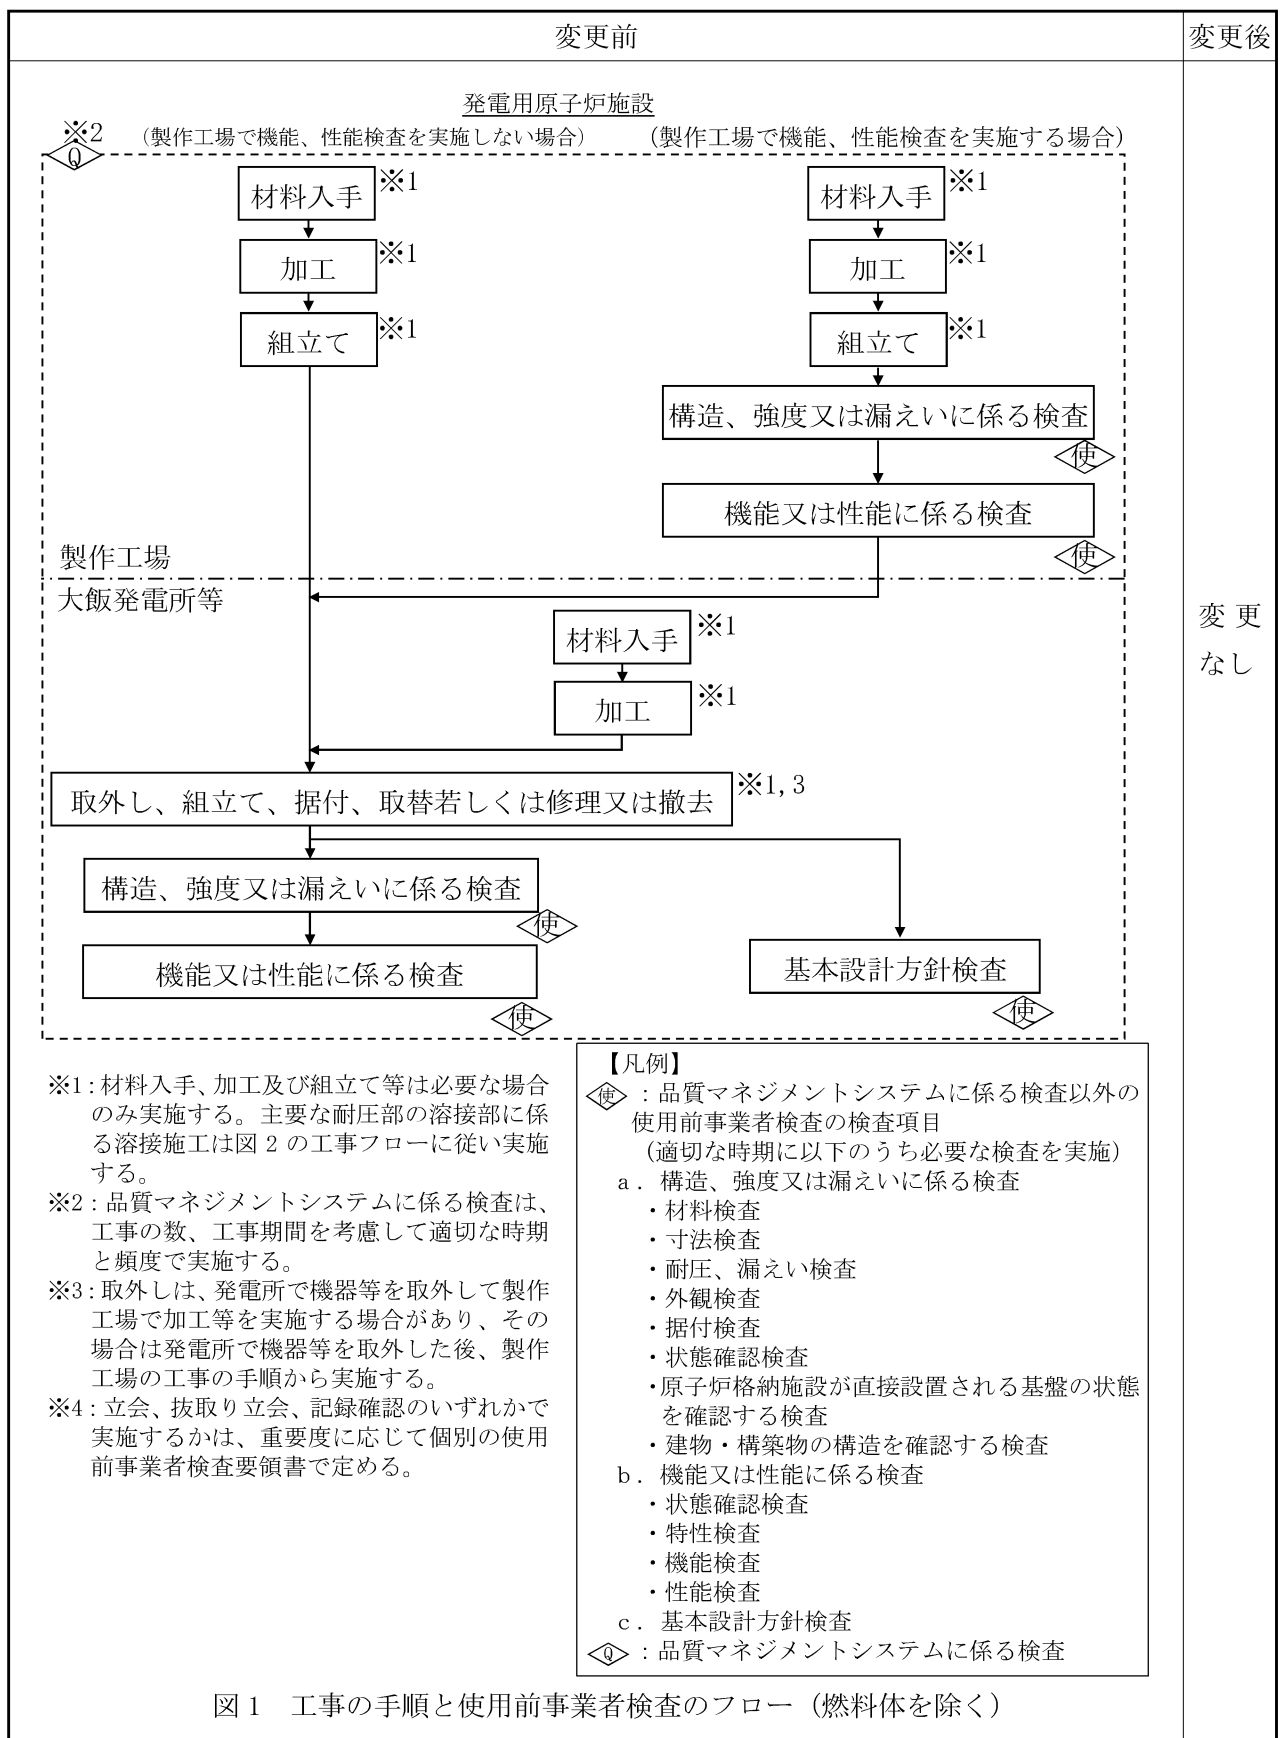 変更前
変更後
発電用原子炉施設
※2
(製作工場で機能、性能検査を実施しない場合)
(製作工場で機能、性能検査を実施する場合)
Q
材料入手
※1
材料入手
※1
加工
※1
加工
※1
組立て
※1
組立て
※1
構造、強度又は漏えいに係る検査
使
機能又は性能に係る検査
使
製作工場
大飯発電所等
材料入手
※1
加工
※1
取外し、組立て、据付、取替若しくは修理又は撤去
※1,3
構造、強度又は漏えいに係る検査
使
機能又は性能に係る検査
使
基本設計方針検査
使
変更
なし
※1:材料入手、加工及び組立て等は必要な場合
のみ実施する。主要な耐圧部の溶接部に係
る溶接施工は図2の工事フローに従い実施
する。
※2:品質マネジメントシステムに係る検査は、
工事の数、工事期間を考慮して適切な時期
と頻度で実施する。
※3:取外しは、発電所で機器等を取外して製作
工場で加工等を実施する場合があり、その
場合は発電所で機器等を取外した後、製作
工場の工事の手順から実施する。
※4:立会、抜取り立会、記録確認のいずれかで
実施するかは、重要度に応じて個別の使用
前事業者検査要領書で定める。
【凡例】
使:品質マネジメントシステムに係る検査以外の
使用前事業者検査の検査項目
(適切な時期に以下のうち必要な検査を実施)
a. 構造、強度又は漏えいに係る検査
・材料検査
・寸法検査
・耐圧、漏えい検査
・外観検査
・据付検査
・状態確認検査
・原子炉格納施設が直接設置される基盤の状態
を確認する検査
・建物・構築物の構造を確認する検査
b. 機能又は性能に係る検査
・状態確認検査
・特性検査
・機能検査
・性能検査
c. 基本設計方針検査
Q:品質マネジメントシステムに係る検査
図1 工事の手順と使用前事業者検査のフロー(燃料体を除く)